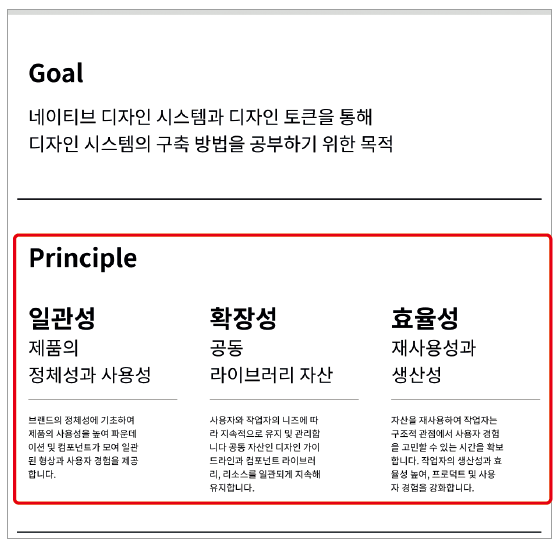 Goal
네이티브 디자인 시스템과 디자인 토큰을 통해
디자인 시스템의 구축 방법을 공부하기 위한 목적
Principle
일관성
제품의
정체성과 사용성
브랜드의 정체성에 기초하여
제품의 사용성을 높여 파운데
이션 및 컴포넌트가 모여 일관
된 형상과 사용자 경험을 제공
합니다.
확장성
공동
라이브러리 자산
사용자와 작업자의 니즈에 따
라 지속적으로 유지 및 관리합
니다 공동 자산인 디자인 가이
드라인과 컴포넌트 라이브러
리, 리소스를 일관되게 지속해
유지합니다.
효율성
재사용성과
생산성
자산을 재사용하여 작업자는
구조적 관점에서 사용자 경험
을 고민할 수 있는 시간을 확보
합니다. 작업자의 생산성과 효
율성 높여, 프로덕트 및 사용
자 경험을 강화합니다.